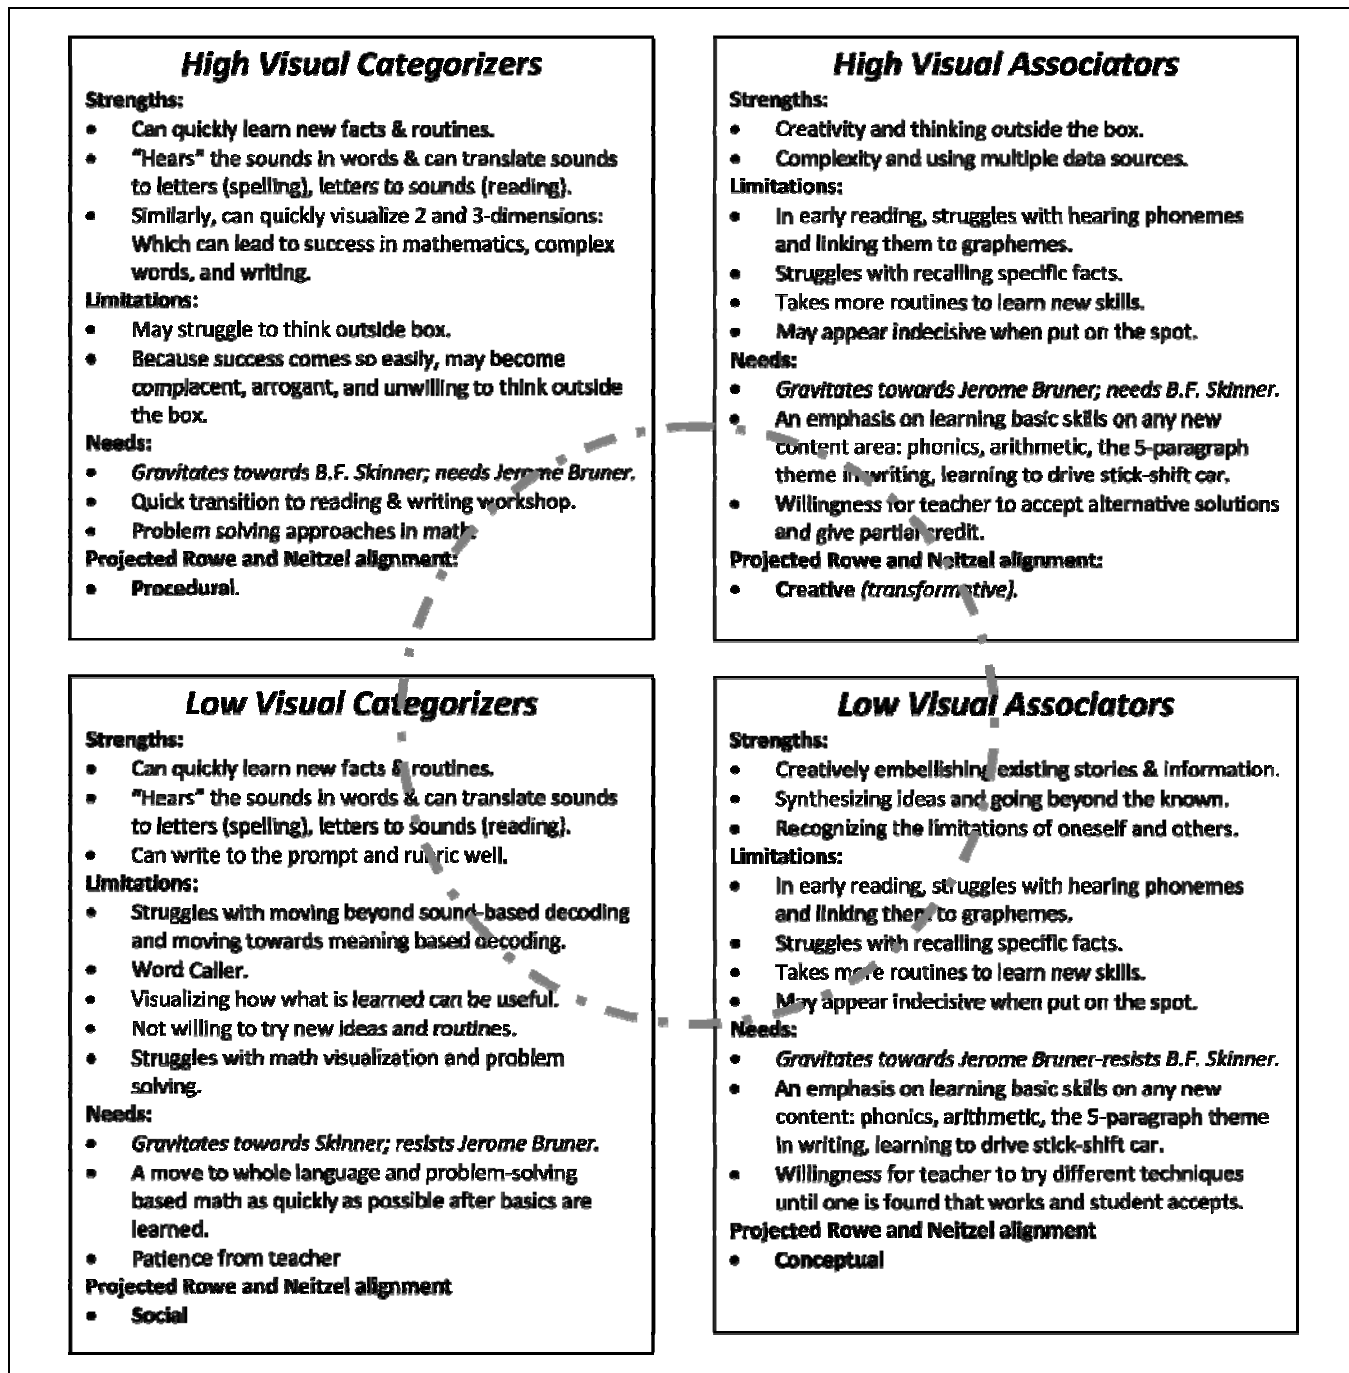 High Visual Categorizers
Strengths:
• Can quickly learn new facts & routines.
• "Hears" the sounds in words & can translate sounds
to letters (spelling), letters to sounds (reading).
• Similarly, can quickly visualize 2 and 3-dimensions:
Which can lead to success in mathematics, complex
words, and writing.
Limitations:
• May struggle to think outside box.
• Because success comes so easily, may become
complacent, arrogant, and unwilling to think outside
the box.
Needs:
• Gravitates towards B.F. Skinner; needs Jerome Bruner.
• Quick transition to reading & writing workshop.
• Problem solving approaches in math.
Projected Rowe and Neitzel alignment:
• Procedural.
High Visual Associators
Strengths:
• Creativity and thinking outside the box.
• Complexity and using multiple data sources.
Limitations:
• In early reading, struggles with hearing phonemes
and linking them to graphemes.
• Struggles with recalling specific facts.
• Takes more routines to learn new skills.
• May appear indecisive when put on the spot.
Needs:
• Gravitates towards Jerome Bruner; needs B.F. Skinner.
• An emphasis on learning basic skills on any new
content area: phonics, arithmetic, the 5-paragraph
theme in writing, learning to drive stick-shift car.
• Willingness for teacher to accept alternative solutions
and give partial credit.
Projected Rowe and Neitzel alignment:
• Creative (transformative).
Low Visual Categorizers
Strengths:
• Can quickly learn new facts & routines.
• "Hears" the sounds in words & can translate sounds
to letters (spelling), letters to sounds (reading).
• Can write to the prompt and rubric well.
Limitations:
• Struggles with moving beyond sound-based decoding
and moving towards meaning based decoding.
• Word Caller.
• Visualizing how what is learned can be useful.
• Not willing to try new ideas and routines.
• Struggles with math visualization and problem
solving.
Needs:
• Gravitates towards Skinner; resists Jerome Bruner.
• A move to whole language and problem-solving
based math as quickly as possible after basics are
learned.
• Patience from teacher
Projected Rowe and Neitzel alignment
• Social
Low Visual Associators
Strengths:
• Creatively embellishing existing stories & information.
• Synthesizing ideas and going beyond the known.
• Recognizing the limitations of oneself and others.
Limitations:
• In early reading, struggles with hearing phonemes
and linking them to graphemes.
• Struggles with recalling specific facts.
• Takes more routines to learn new skills.
• May appear indecisive when put on the spot.
Needs:
• Gravitates towards Jerome Bruner-resists B.F. Skinner.
• An emphasis on learning basic skills on any new
content: phonics, arithmetic, the 5-paragraph theme
in writing, learning to drive stick-shift car.
• Willingness for teacher to try different techniques
until one is found that works and student accepts.
Projected Rowe and Neitzel alignment
• Conceptual